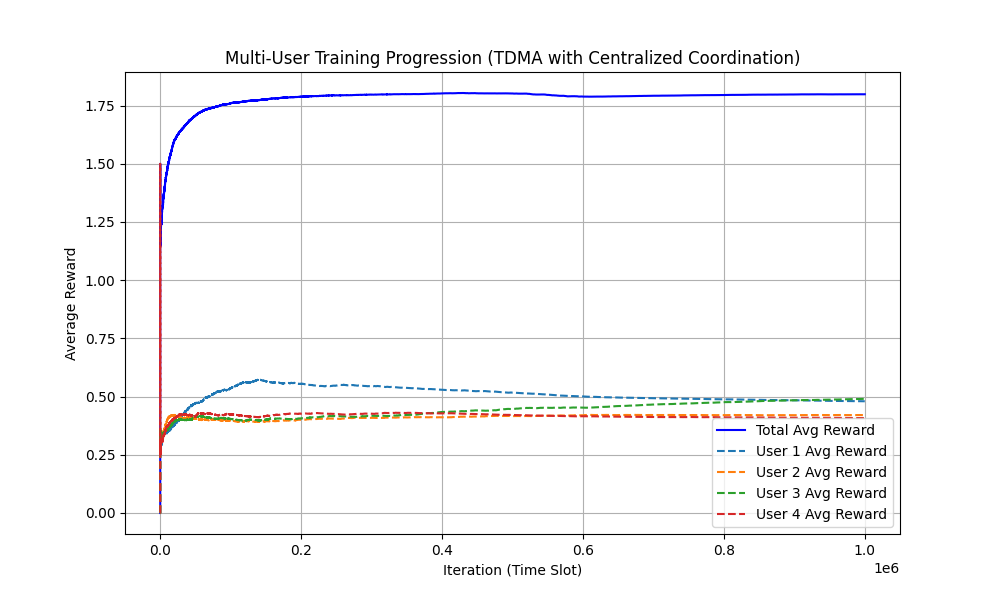 Multi-User Training Progression (TDMA with Centralized Coordination)
Average Reward
1.75
1.50
1.25
1.00
0.75
0.50
0.25
0.00
0.0
0.2
0.4
0.6
0.8
1.0
1e6
Iteration (Time Slot)
Total Avg Reward
User 1 Avg Reward
User 2 Avg Reward
User 3 Avg Reward
User 4 Avg Reward